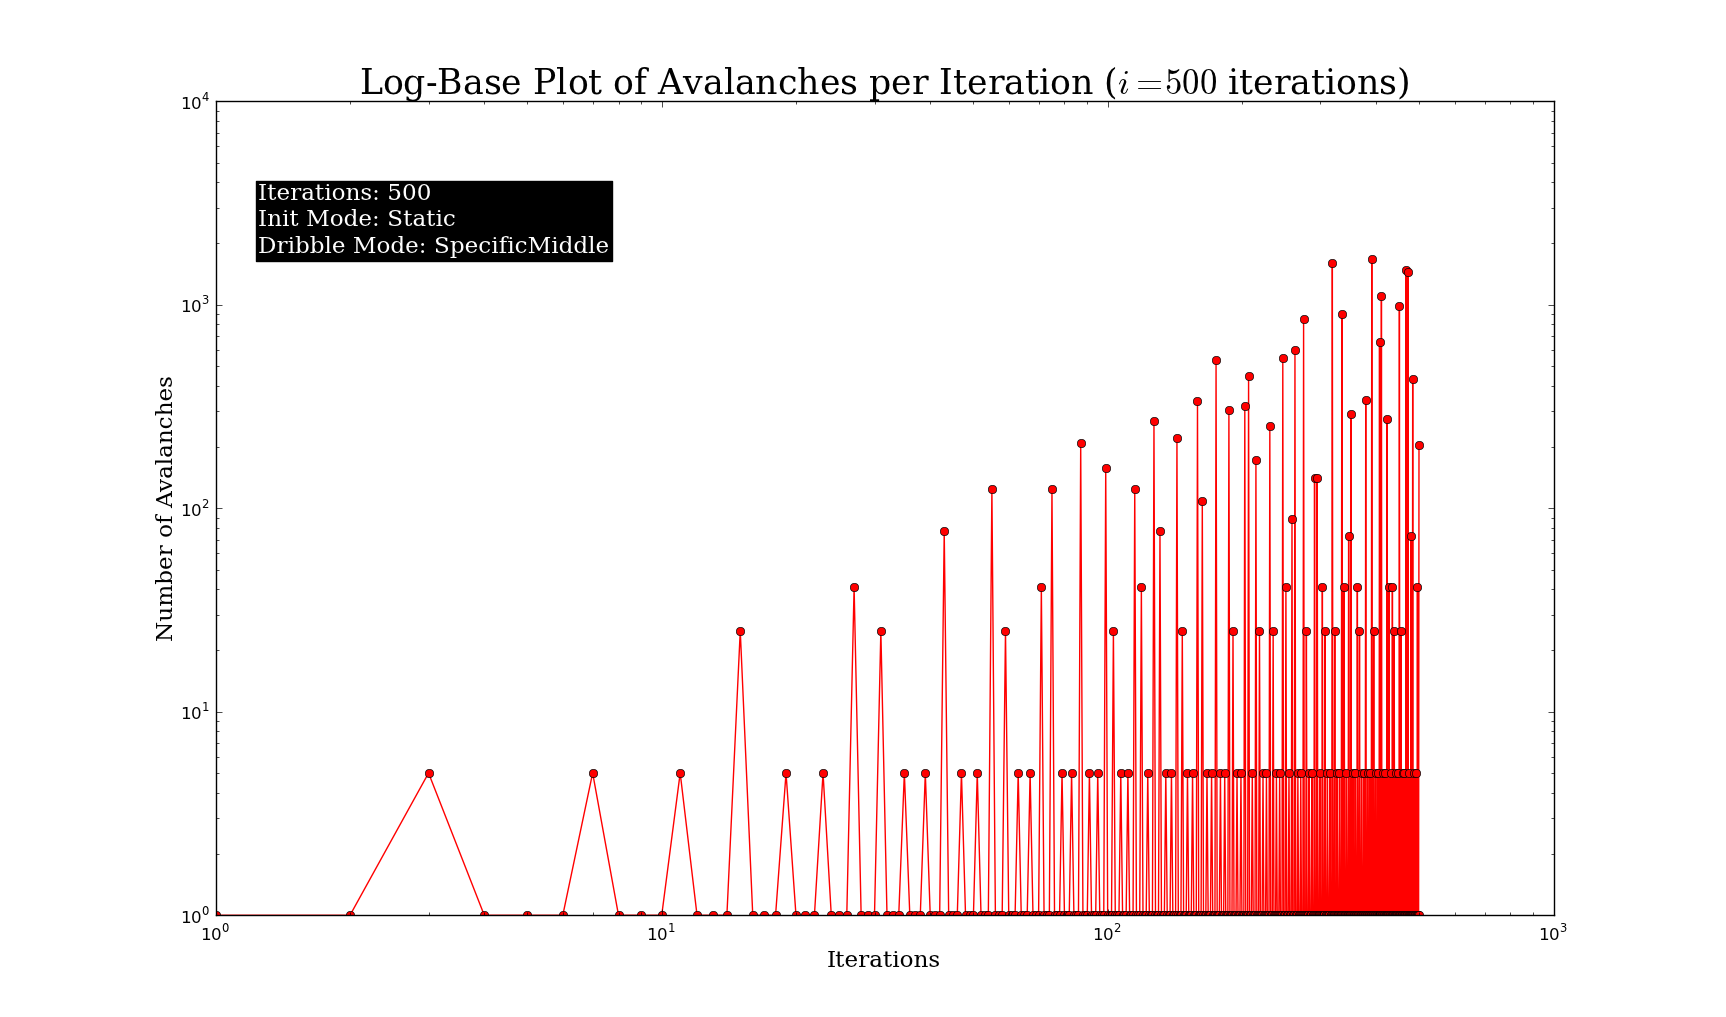 Log-Base Plot of Avalanches per Iteration (i = 500 iterations)
10^4
Iterations: 500
Init Mode: Static
Dribble Mode: SpecificMiddle
10^3
Number of Avalanches
10^2
10^1
10^0
10^0 10^1 10^2 10^3
Iterations